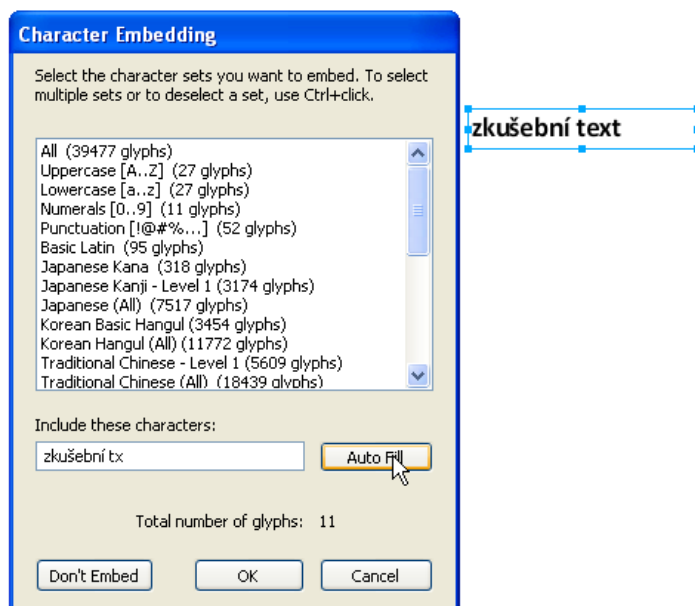 Character Embedding
Select the character sets you want to embed. To select
multiple sets or to deselect a set, use Ctrl+click.
zkušební text
All (39477 glyphs)
Uppercase [A..Z] (27 glyphs)
Lowercase [a..z] (27 glyphs)
Numerals [0..9] (11 glyphs)
Punctuation [!@#%...] (52 glyphs)
Basic Latin (95 glyphs)
Japanese Kana (318 glyphs)
Japanese Kanji - Level 1 (3174 glyphs)
Japanese (All) (7517 glyphs)
Korean Basic Hangul (3454 glyphs)
Korean Hangul (All) (11772 glyphs)
Traditional Chinese - Level 1 (5609 glyphs)
Traditional Chinese (All) (18439 glyphs)
Include these characters:
zkušební tx
Auto Fill
Total number of glyphs: 11
Don't Embed
OK
Cancel